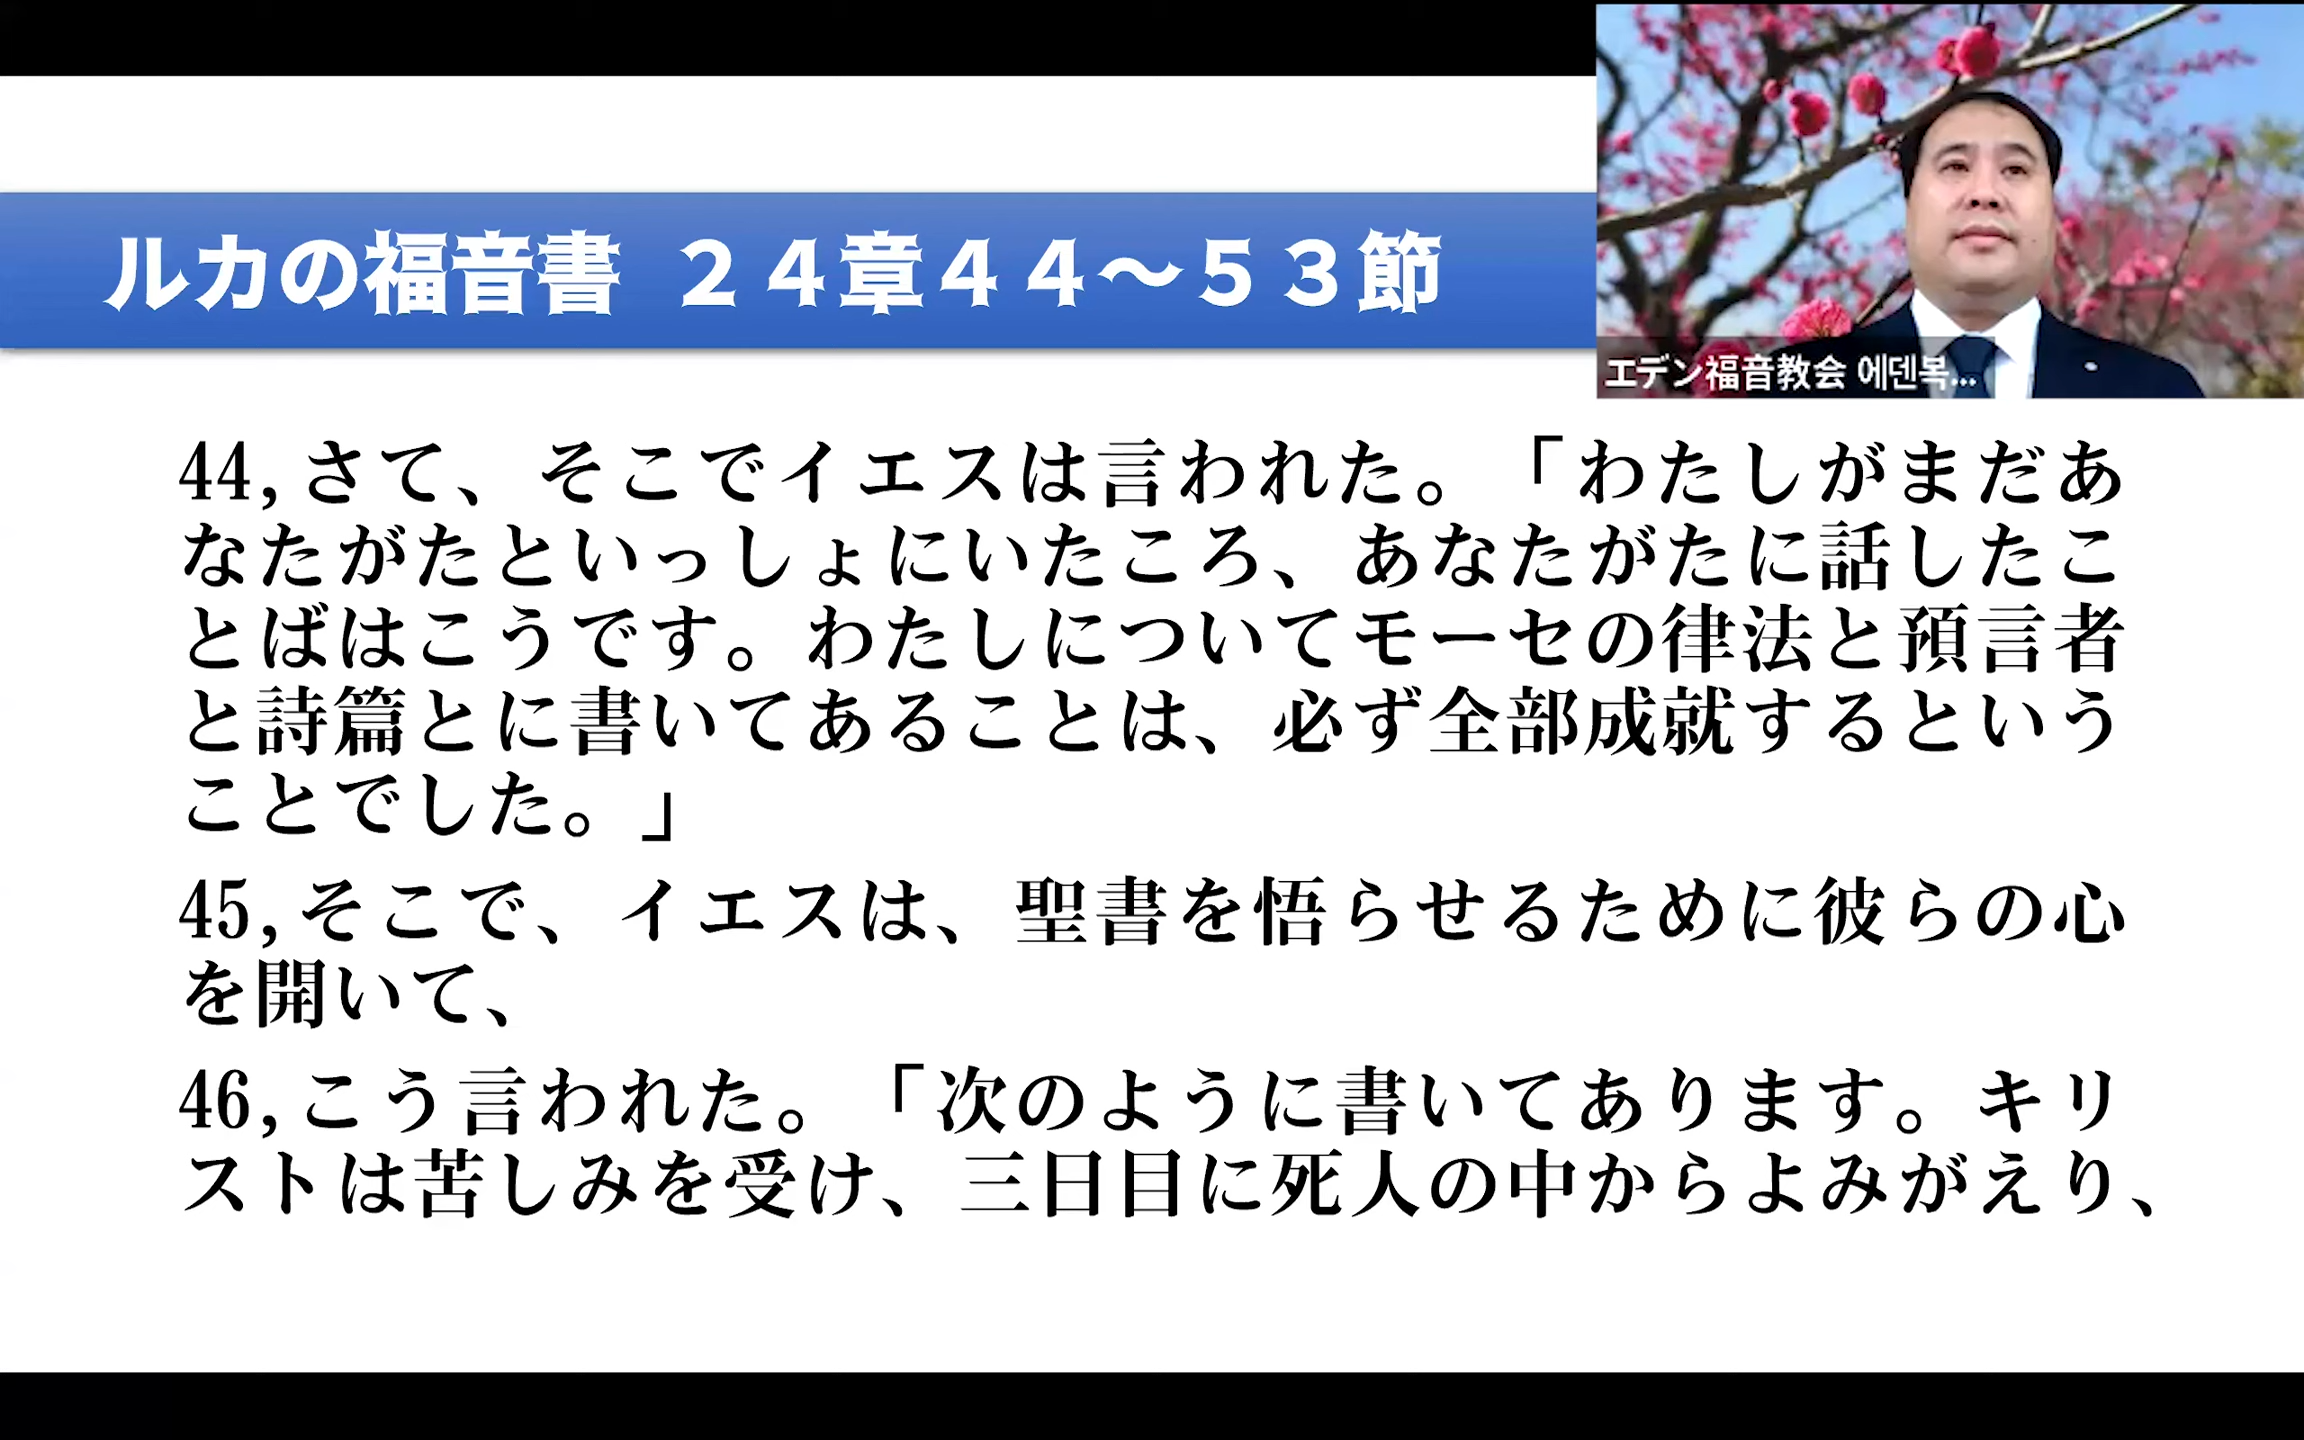 ルカの福音書 ２４章４４～５３節
エデン福音教会 에덴복...
44,さて、そこでイエスは言われた。「わたしがまだあ
なたがたといっしょにいたころ、あなたがたに話したこ
とばはこうです。わたしについてモーセの律法と預言者
と詩篇とに書いてあることは、必ず全部成就するという
ことでした。」
45,そこで、イエスは、聖書を悟らせるために彼らの心
を開いて、
46,こう言われた。「次のように書いてあります。キリ
ストは苦しみを受け、三日目に死人の中からよみがえり、